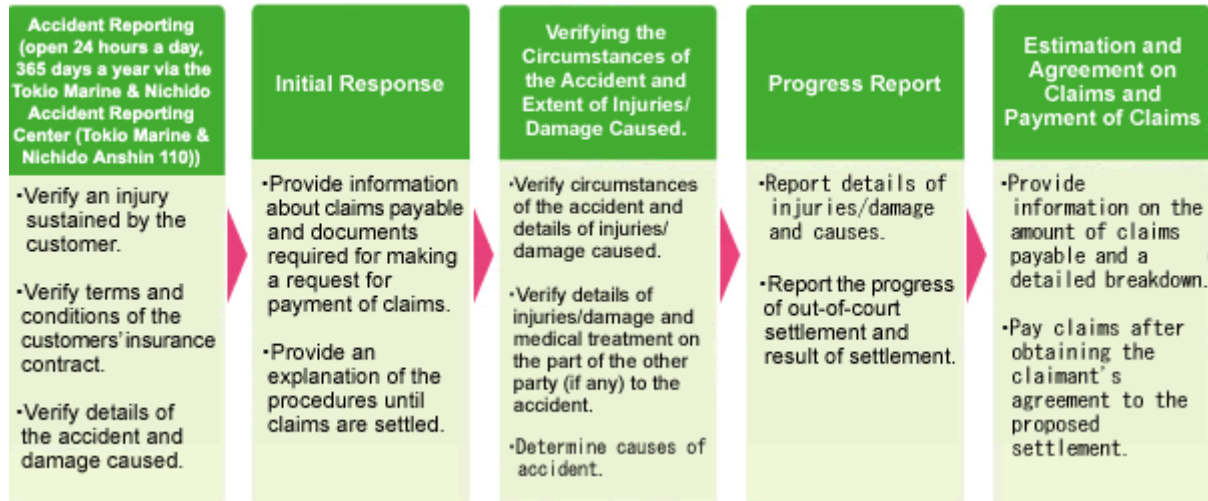 Accident Reporting
(open 24 hours a day,
365 days a year via the
Tokio Marine & Nichido
Accident Reporting
Center (Tokio Marine &
Nichido Anshin 110))
•Verify an injury
sustained by the
customer.
•Verify terms and
conditions of the
customers' insurance
contract.
•Verify details of
the accident and
damage caused.
Initial Response
•Provide information
about claims payable
and documents
required for making
a request for
payment of claims.
•Provide an
explanation of the
procedures until
claims are settled.
Verifying the
Circumstances of
the Accident and
Extent of Injuries/
Damage Caused.
•Verify circumstances
of the accident and
details of injuries/
damage caused.
•Verify details of
injuries/damage and
medical treatment on
the part of the other
party (if any) to the
accident.
•Determine causes of
accident.
Progress Report
•Report details of
injuries/damage
and causes.
•Report the progress
of out-of-court
settlement and
result of settlement.
Estimation and
Agreement on
Claims and
Payment of Claims
•Provide
information on the
amount of claims
payable and a
detailed breakdown.
•Pay claims after
obtaining the
claimant's
agreement to the
proposed
settlement.